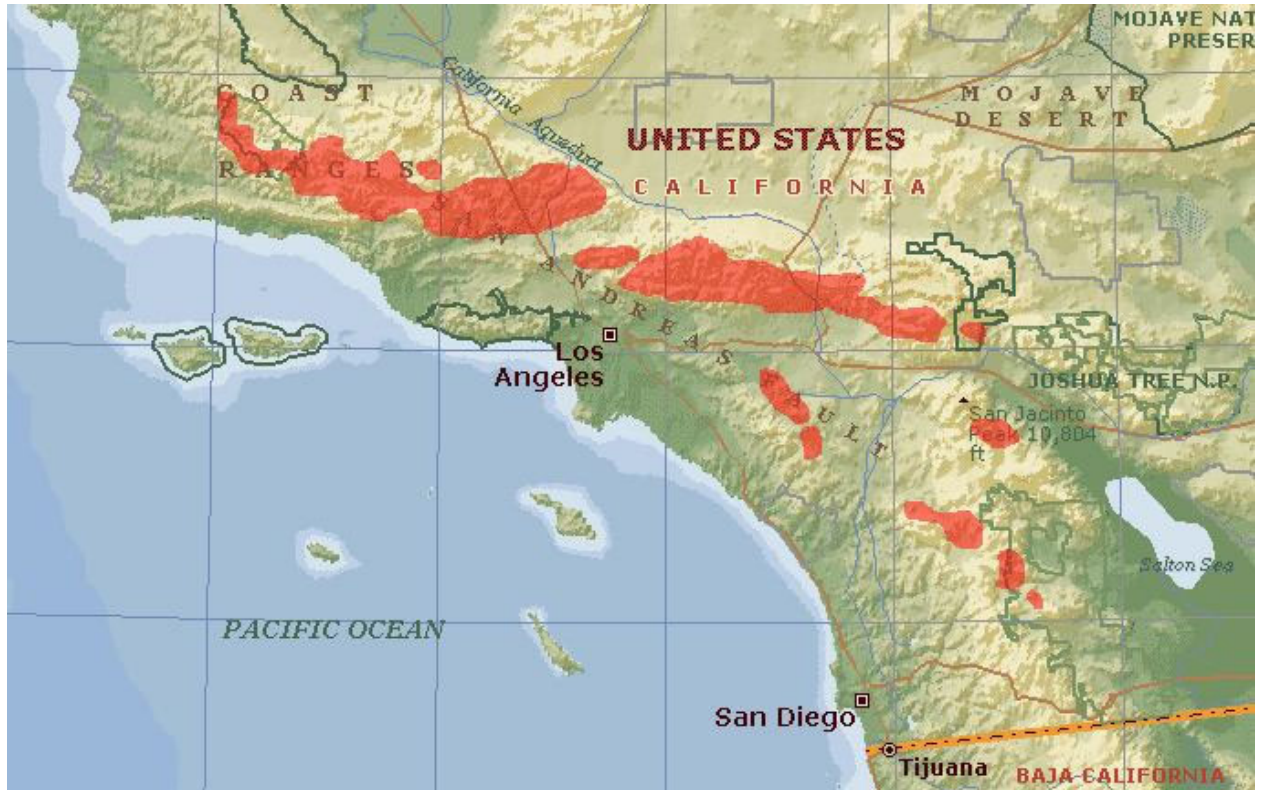 MOJAVE NAT
PRESER
California Aqueduct
COAST
RANGES
MOJAVE
DESERT
UNITED STATES
CALIFORNIA
SAN ANDREAS FAULT
Los
Angeles
JOSHUA TREE N.P.
San Jacinto
Peak 10,804
ft
Salton Sea
PACIFIC OCEAN
San Diego
Tijuana
BAJA CALIFORNIA